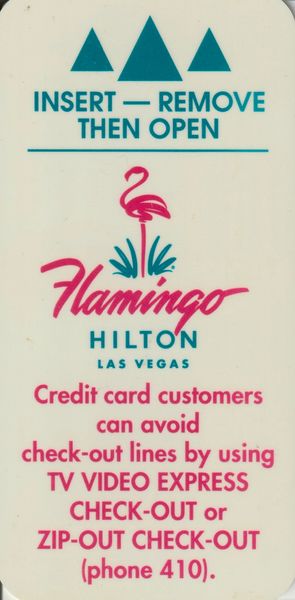 INSERT — REMOVE
THEN OPEN
Flamingo
HILTON
LAS VEGAS
Credit card customers
can avoid
check-out lines by using
TV VIDEO EXPRESS
CHECK-OUT or
ZIP-OUT CHECK-OUT
(phone 410).